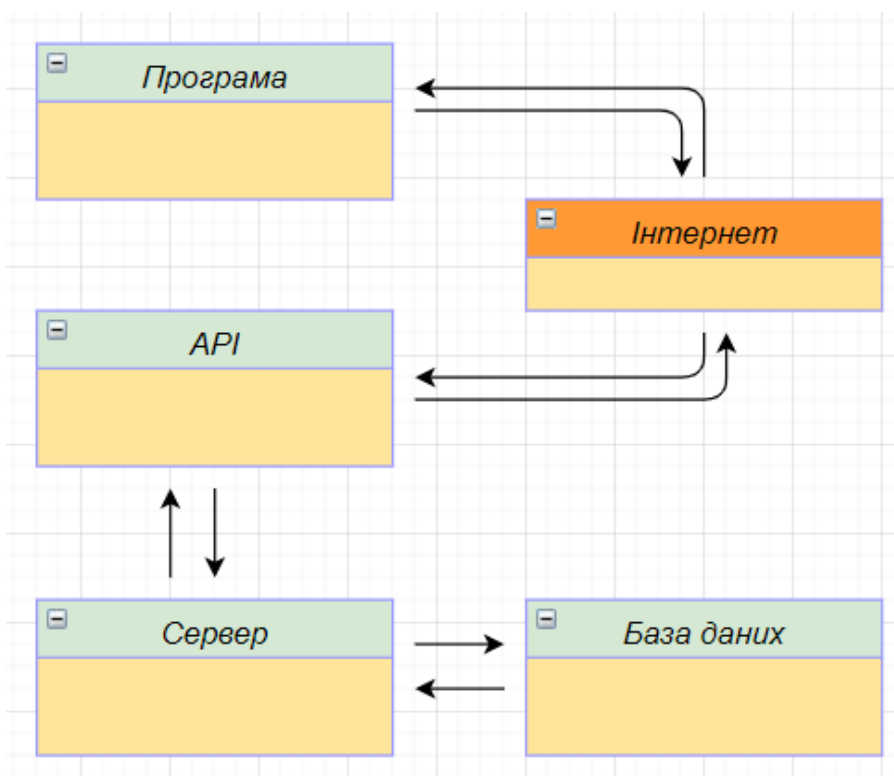 Програма
Інтернет
API
Сервер
База даних